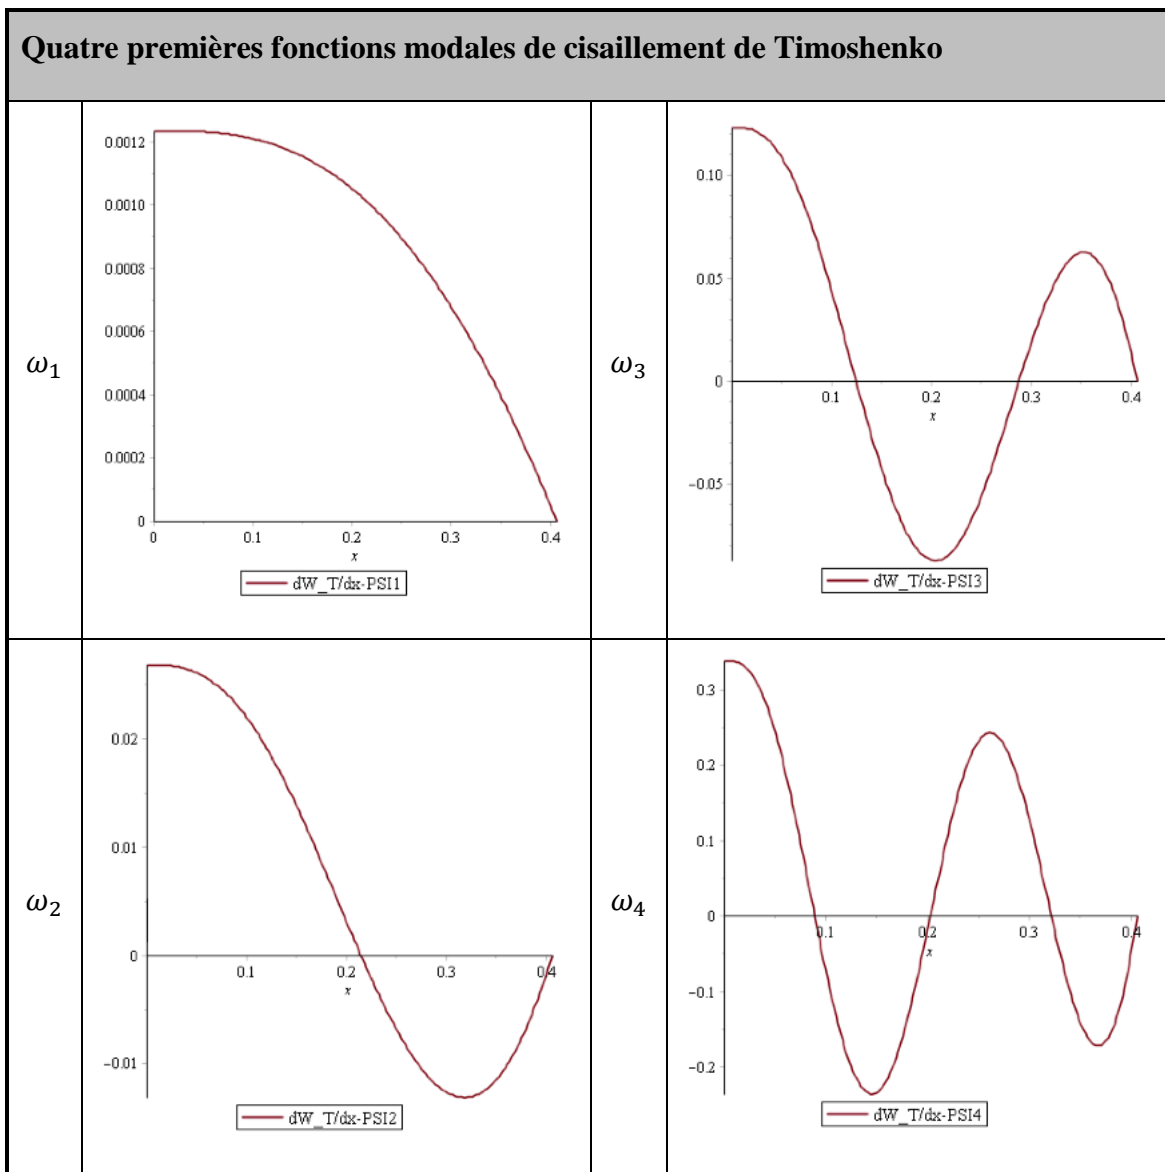 Quatre premières fonctions modales de cisaillement de Timoshenko
ω₁
0.0012
0.0010
0.0008
0.0006
0.0004
0.0002
0
0 0.1 0.2 0.3 0.4
x
dW_T/dx-PSI1
ω₃
0.10
0.05
0
0.1 0.2 0.3 0.4
x
−0.05
dW_T/dx-PSI3
ω₂
0.02
0.01
0
0.1 0.2 0.3 0.4
x
−0.01
dW_T/dx-PSI2
ω₄
0.3
0.2
0.1
0
0.1 0.2 0.3 0.4
x
−0.1
−0.2
dW_T/dx-PSI4